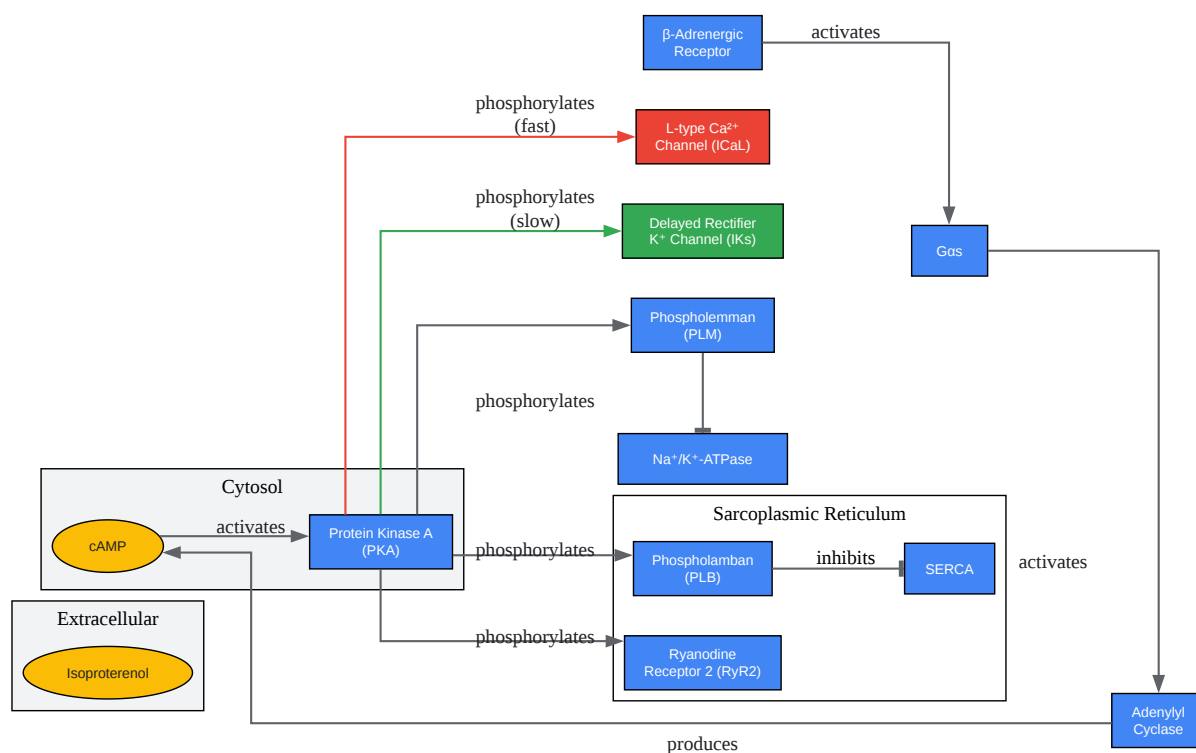 β-Adrenergic
Receptor
activates
phosphorylates
(fast)
L-type Ca²⁺
Channel (ICaL)
phosphorylates
(slow)
Delayed Rectifier
K⁺ Channel (IKs)
Gαs
Phospholemman
(PLM)
phosphorylates
Na⁺/K⁺-ATPase
Cytosol
cAMP
activates
Protein Kinase A
(PKA)
phosphorylates
Sarcoplasmic Reticulum
Phospholamban
(PLB)
inhibits
SERCA
activates
Extracellular
Isoproterenol
phosphorylates
Ryanodine
Receptor 2 (RyR2)
Adenylyl
Cyclase
produces